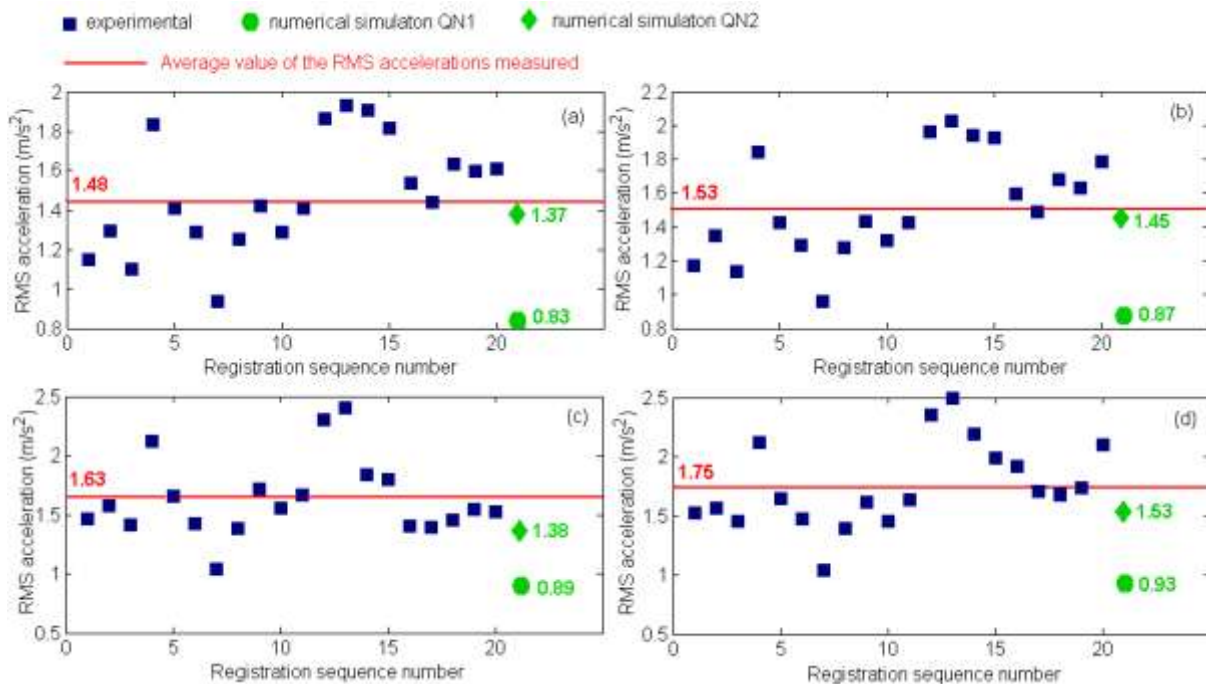 experimental numerical simulaton QN1 numerical simulation QN2
Average value of the RMS accelerations measured
RMS acceleration (m/s²)
2
1.8
1.6
1.4
1.2
1
0.8
(a)
1.48
1.37
0.83
0 5 10 15 20
Registration sequence number
RMS acceleration (m/s²)
2.2
2
1.8
1.6
1.4
1.2
1
0.8
(b)
1.53
1.45
0.87
0 5 10 15 20
Registration sequence number
RMS acceleration (m/s²)
2.5
2
1.5
1
0.5
(c)
1.63
1.38
0.89
0 5 10 15 20
Registration sequence number
RMS acceleration (m/s²)
2.5
2
1.5
1
0.5
(d)
1.75
1.53
0.93
0 5 10 15 20
Registration sequence number